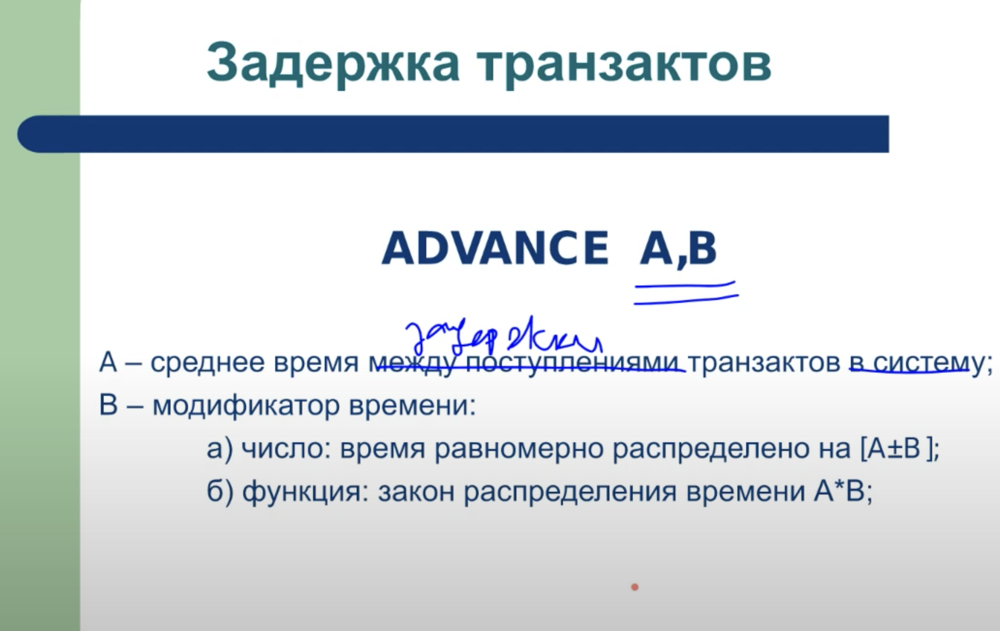 Задержка транзактов
ADVANCE A,B
задержки
А – среднее время между поступлениями транзактов в систему;
В – модификатор времени:
а) число: время равномерно распределено на [А±В ];
б) функция: закон распределения времени А*В;